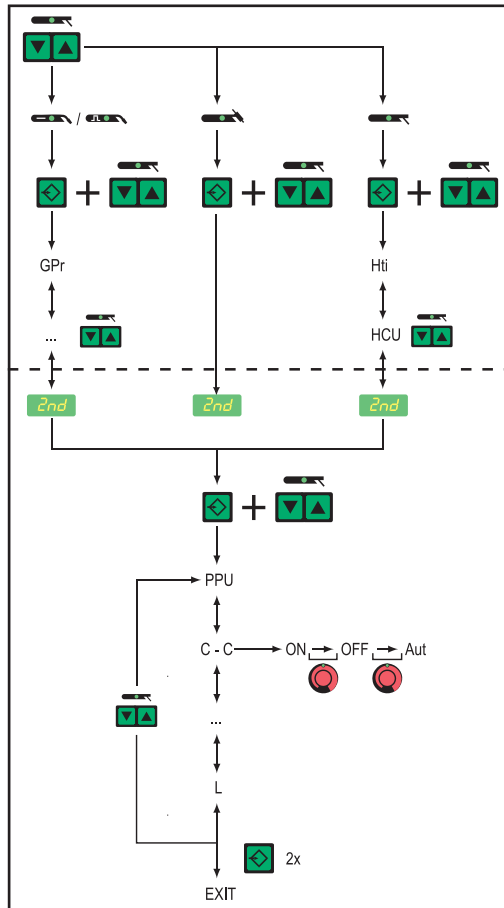 /
+ + +
GPr Hti
... HCU
2nd 2nd 2nd
+
PPU
C - C ON OFF Aut
...
L
2x
EXIT